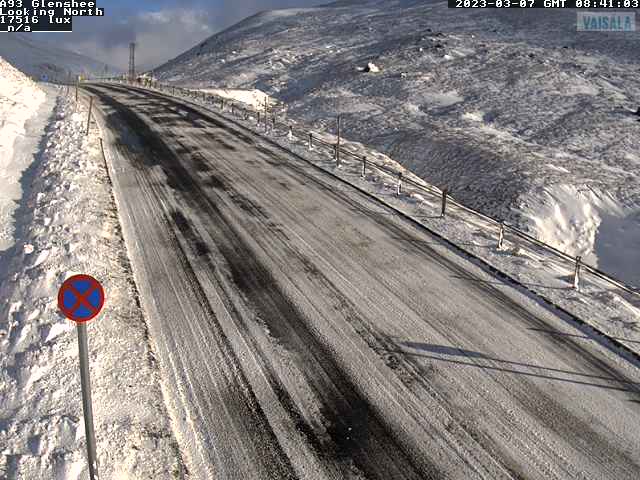 A93 Glenshee
Looking North
17516 lux
n/a
2023-03-07 GMT 08:41:03
VAISALA